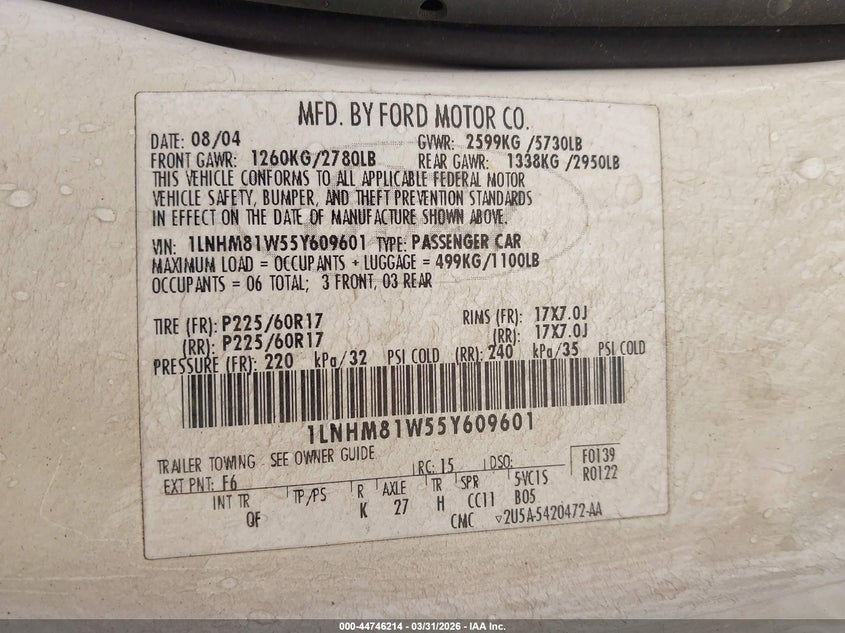 MFD. BY FORD MOTOR CO.
DATE: 08/04 GVWR: 2599KG /5730LB
FRONT GAWR: 1260KG/2780LB REAR GAWR: 1338KG /2950LB
THIS VEHICLE CONFORMS TO ALL APPLICABLE FEDERAL MOTOR
VEHICLE SAFETY, BUMPER, AND THEFT PREVENTION STANDARDS
IN EFFECT ON THE DATE OF MANUFACTURE SHOWN ABOVE.
VIN: 1LNHM81W55Y609601 TYPE: PASSENGER CAR
MAXIMUM LOAD = OCCUPANTS + LUGGAGE = 499KG/1100LB
OCCUPANTS = 06 TOTAL; 3 FRONT, 03 REAR
TIRE (FR): P225/60R17 RIMS (FR): 17X7.0J
(RR): P225/60R17 (RR): 17X7.0J
PRESSURE (FR): 220 kPa/32 PSI COLD (RR): 240 kPa/35 PSI COLD
1LNHM81W55Y609601
TRAILER TOWING - SEE OWNER GUIDE
EXT PNT: F6 RC: 15 DSO: F0139
R0122
INT TR TP/PS R AXLE TR SPR 5VC15
OF K 27 H CC11 B05
CMC ▽2U5A-5420472-AA
000-44746214 — 03/31/2026 — IAA Inc.